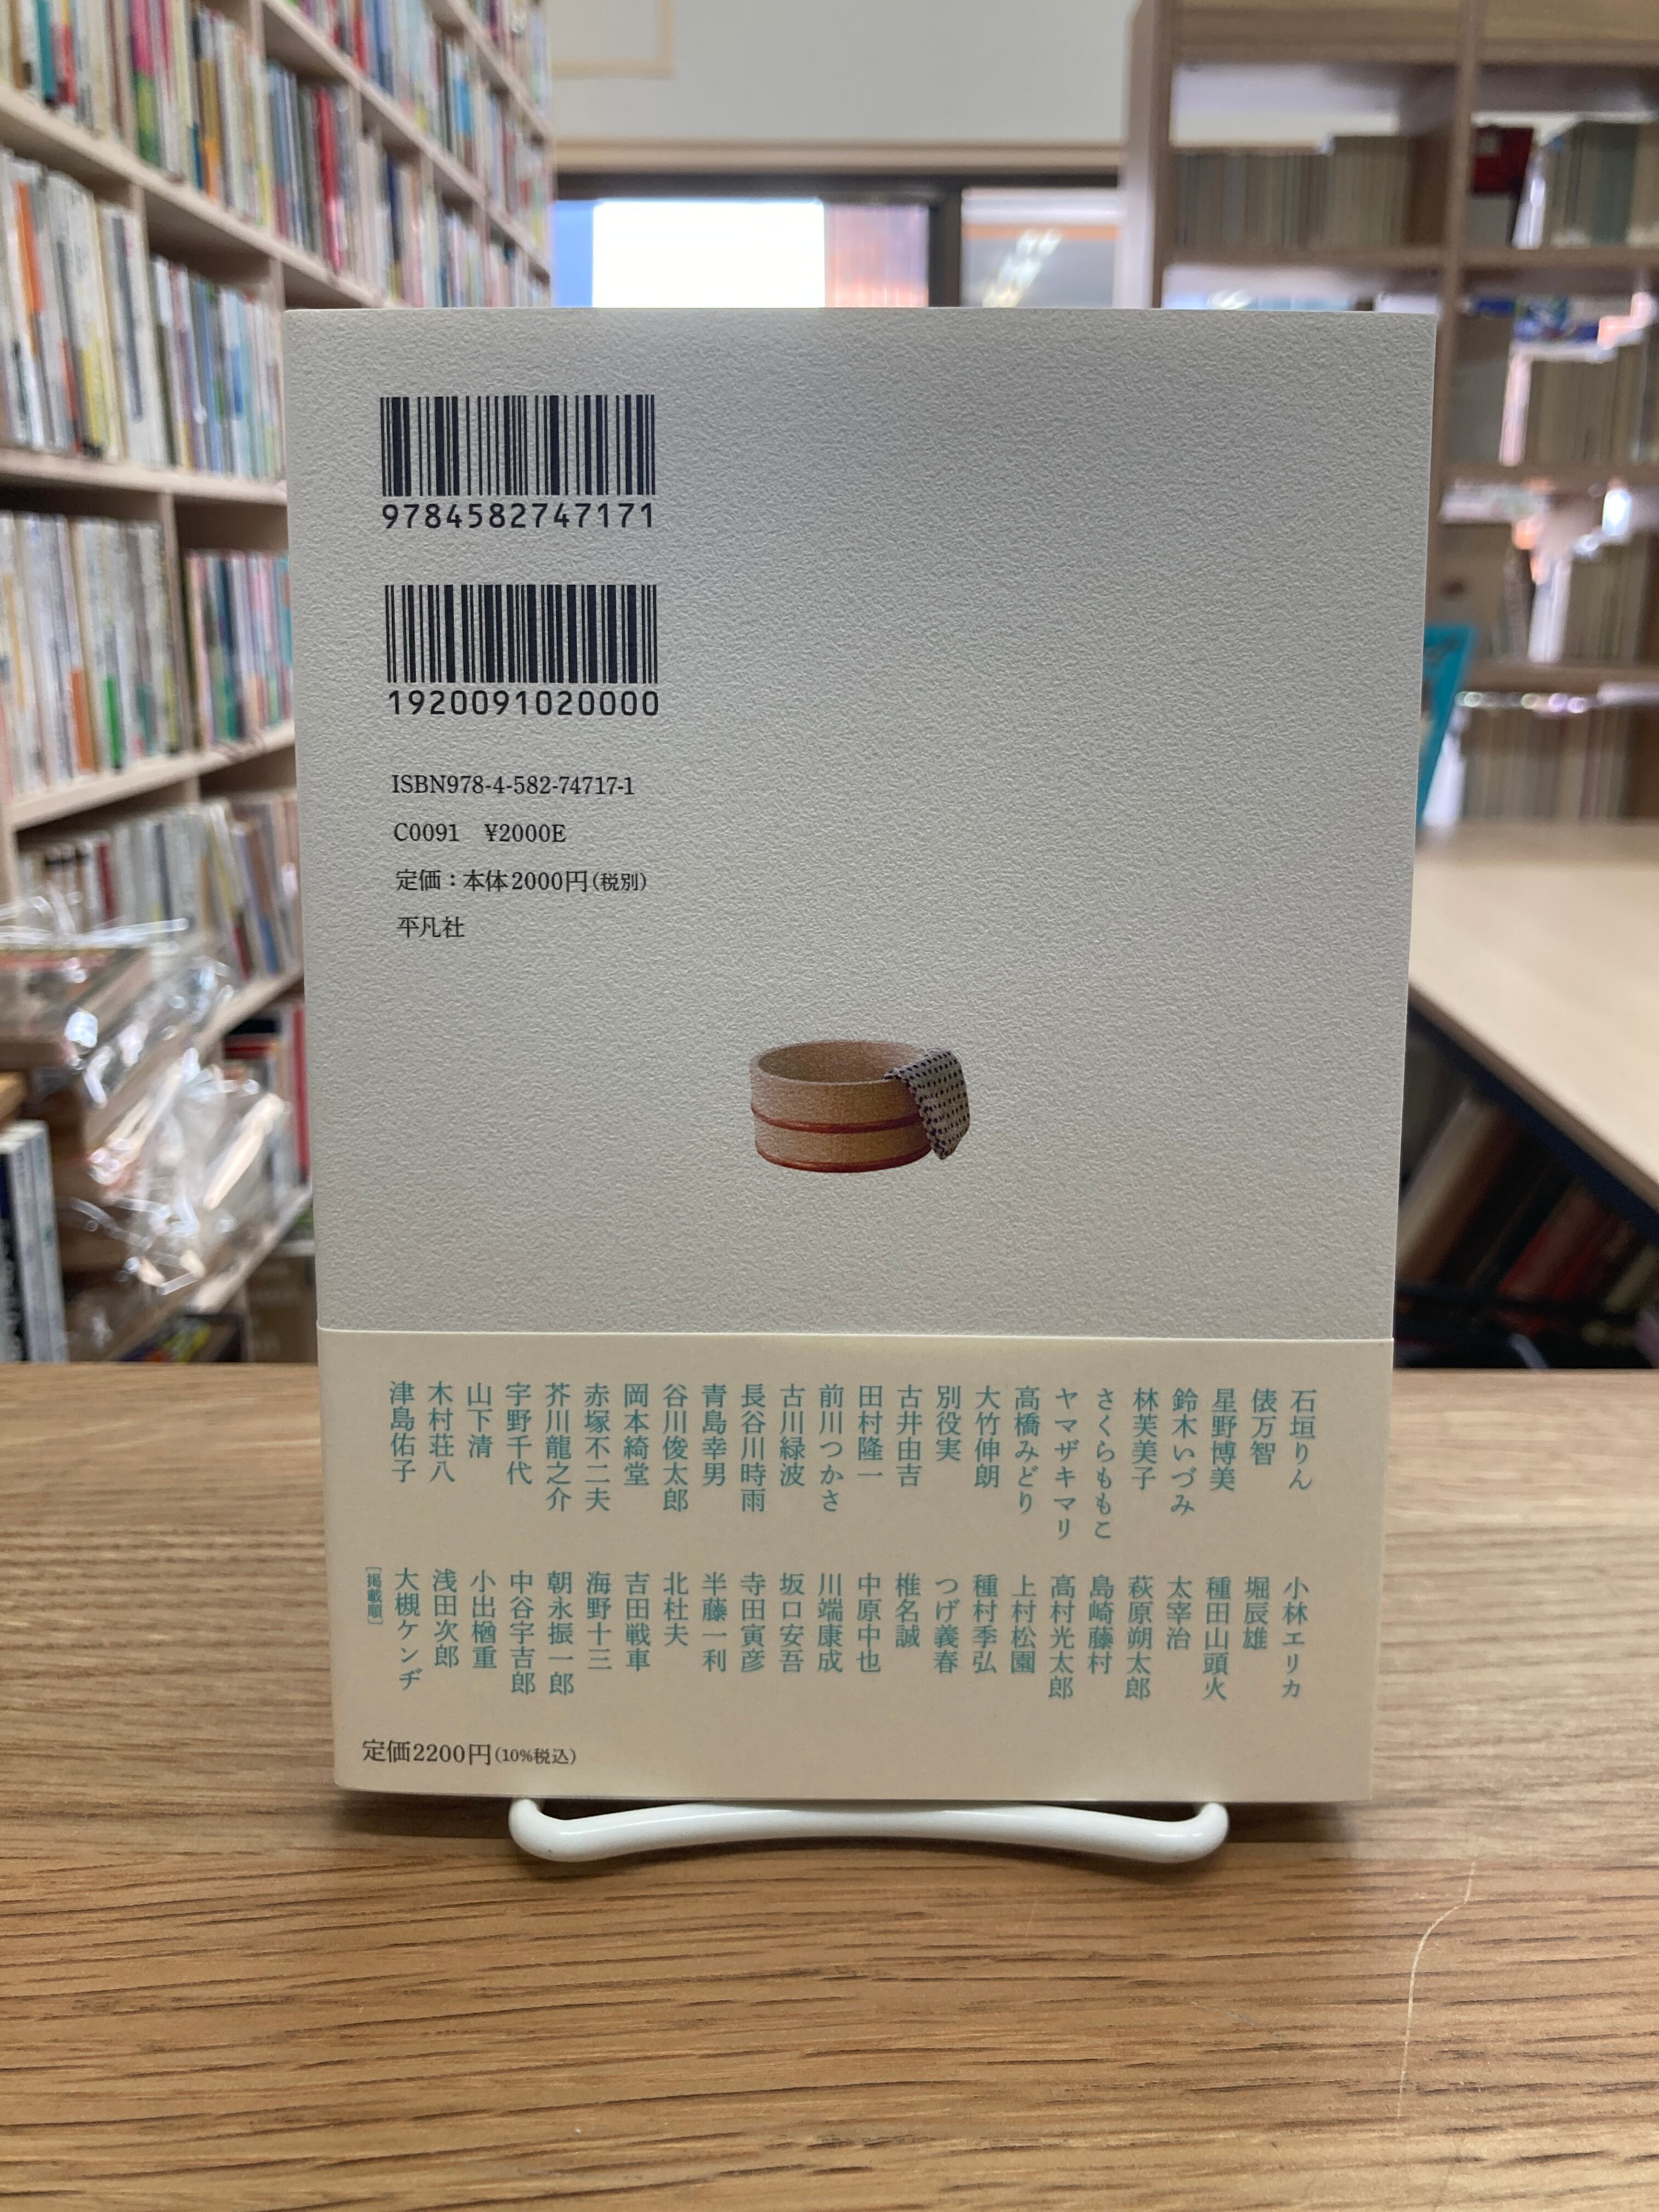 9784582747171
1920091020000
ISBN978-4-582-74717-1
C0091 ¥2000E
定価：本体2000円（税別）
平凡社
石垣りん
俵万智
星野博美
鈴木いづみ
林芙美子
さくらももこ
ヤマザキマリ
高橋みどり
大竹伸朗
別役実
古井由吉
田村隆一
前川つかさ
古川緑波
長谷川時雨
青島幸男
谷川俊太郎
岡本綺堂
赤塚不二夫
芥川龍之介
宇野千代
山下清
木村荘八
津島佑子
小林エリカ
堀辰雄
種田山頭火
太宰治
萩原朔太郎
島崎藤村
高村光太郎
上村松園
種村季弘
つげ義春
椎名誠
中原中也
川端康成
坂口安吾
寺田寅彦
半藤一利
北杜夫
吉田戦車
海野十三
朝永振一郎
中谷宇吉郎
小出楢重
浅田次郎
大槻ケンヂ
［掲載順］
定価2200円（10%税込）